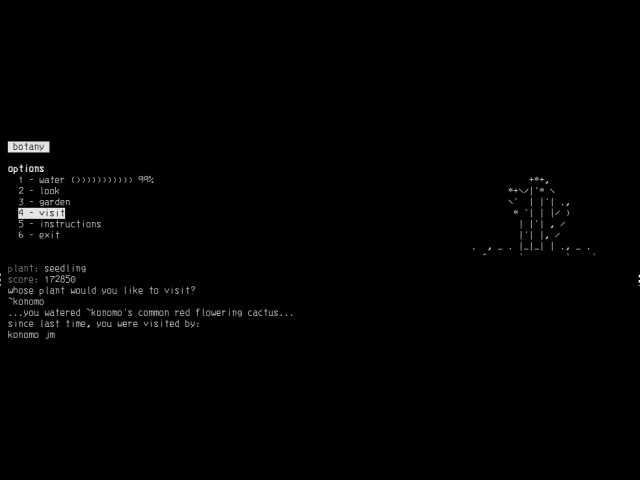 botany
options
1 - water ()))))))))) 99%
2 - look
3 - garden
4 - visit
5 - instructions
6 - exit
plant: seedling
score: 172850
whose plant would you like to visit?
~konomo
...you watered ~konomo's common red flowering cactus...
since last time, you were visited by:
konomo jm